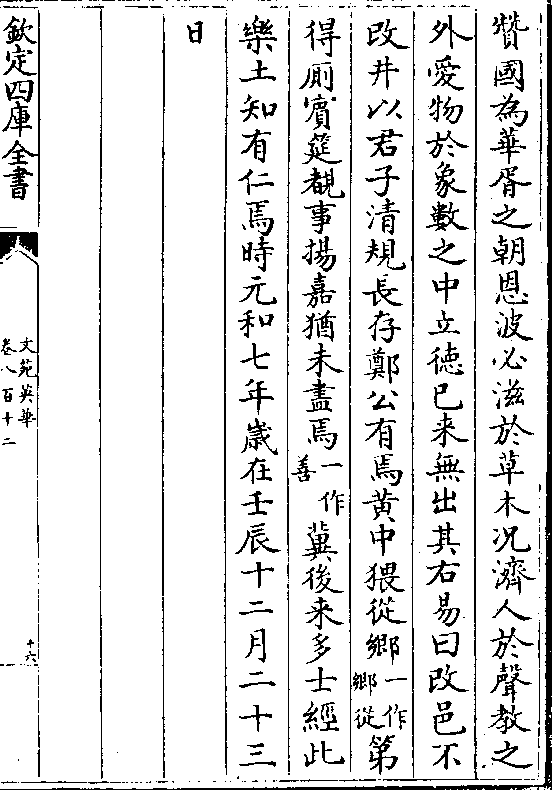 贊國為華胥之朝恩波必滋於草木况濟人於聲教之
外愛物於象數之中立徳已来無出其右易曰改邑不
改井以君子清規長存鄭公有焉黄中猥從鄉一作鄉從第
得厠賓筵覩事揚嘉猶未盡焉一作善冀後来多士經此
樂土知有仁焉時元和七年歳在壬辰十二月二十三
日
欽定四庫全書
文苑英華
卷八百十二
十六